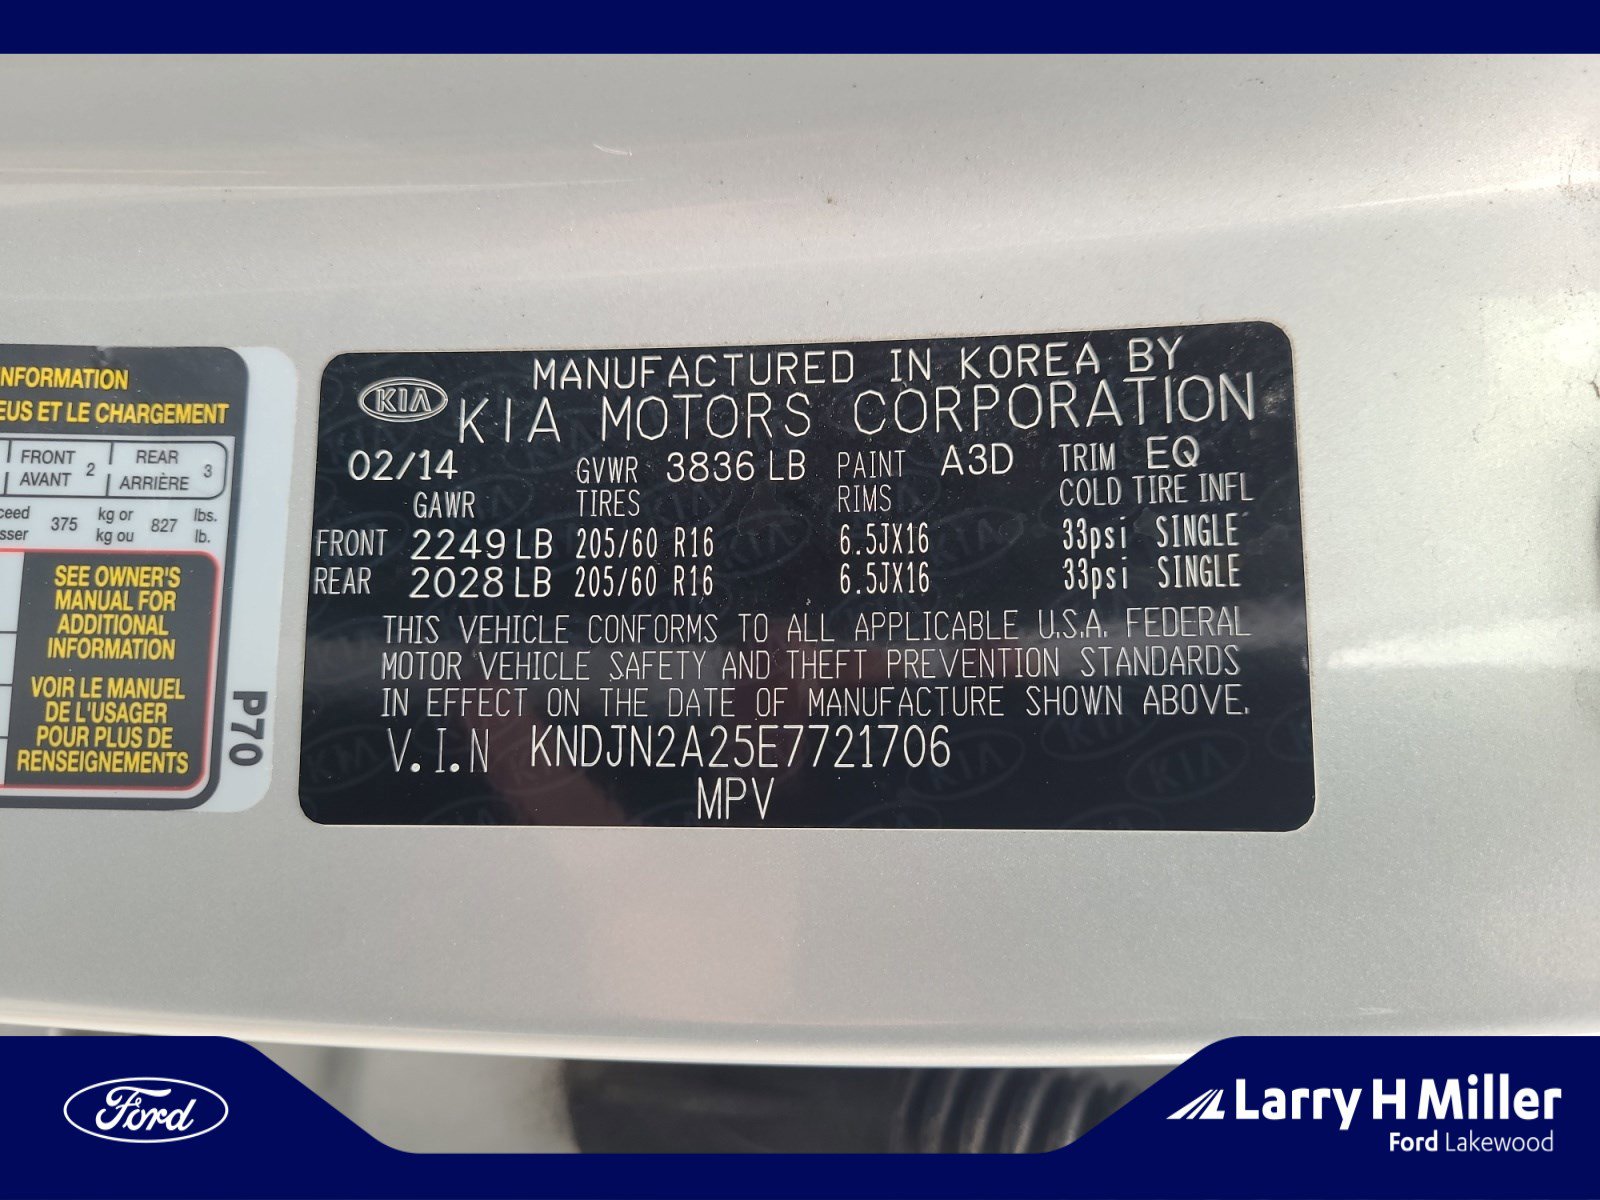 INFORMATION
EUS ET LE CHARGEMENT
FRONT
AVANT 2
REAR
ARRIÈRE 3
375 kg or 827 lbs.
kg ou lb.
SEE OWNER'S
MANUAL FOR
ADDITIONAL
INFORMATION
VOIR LE MANUEL
DE L'USAGER
POUR PLUS DE
RENSEIGNEMENTS
P70
KIA
MANUFACTURED IN KOREA BY
KIA MOTORS CORPORATION
02/14 GVWR 3836 LB PAINT A3D TRIM EQ
GAWR TIRES RIMS COLD TIRE INFL
FRONT 2249 LB 205/60 R16 6.5JX16 33psi SINGLE
REAR 2028 LB 205/60 R16 6.5JX16 33psi SINGLE
THIS VEHICLE CONFORMS TO ALL APPLICABLE U.S.A. FEDERAL
MOTOR VEHICLE SAFETY AND THEFT PREVENTION STANDARDS
IN EFFECT ON THE DATE OF MANUFACTURE SHOWN ABOVE.
V.I.N KNDJN2A25E7721706
MPV
Ford
Larry H Miller
Ford Lakewood